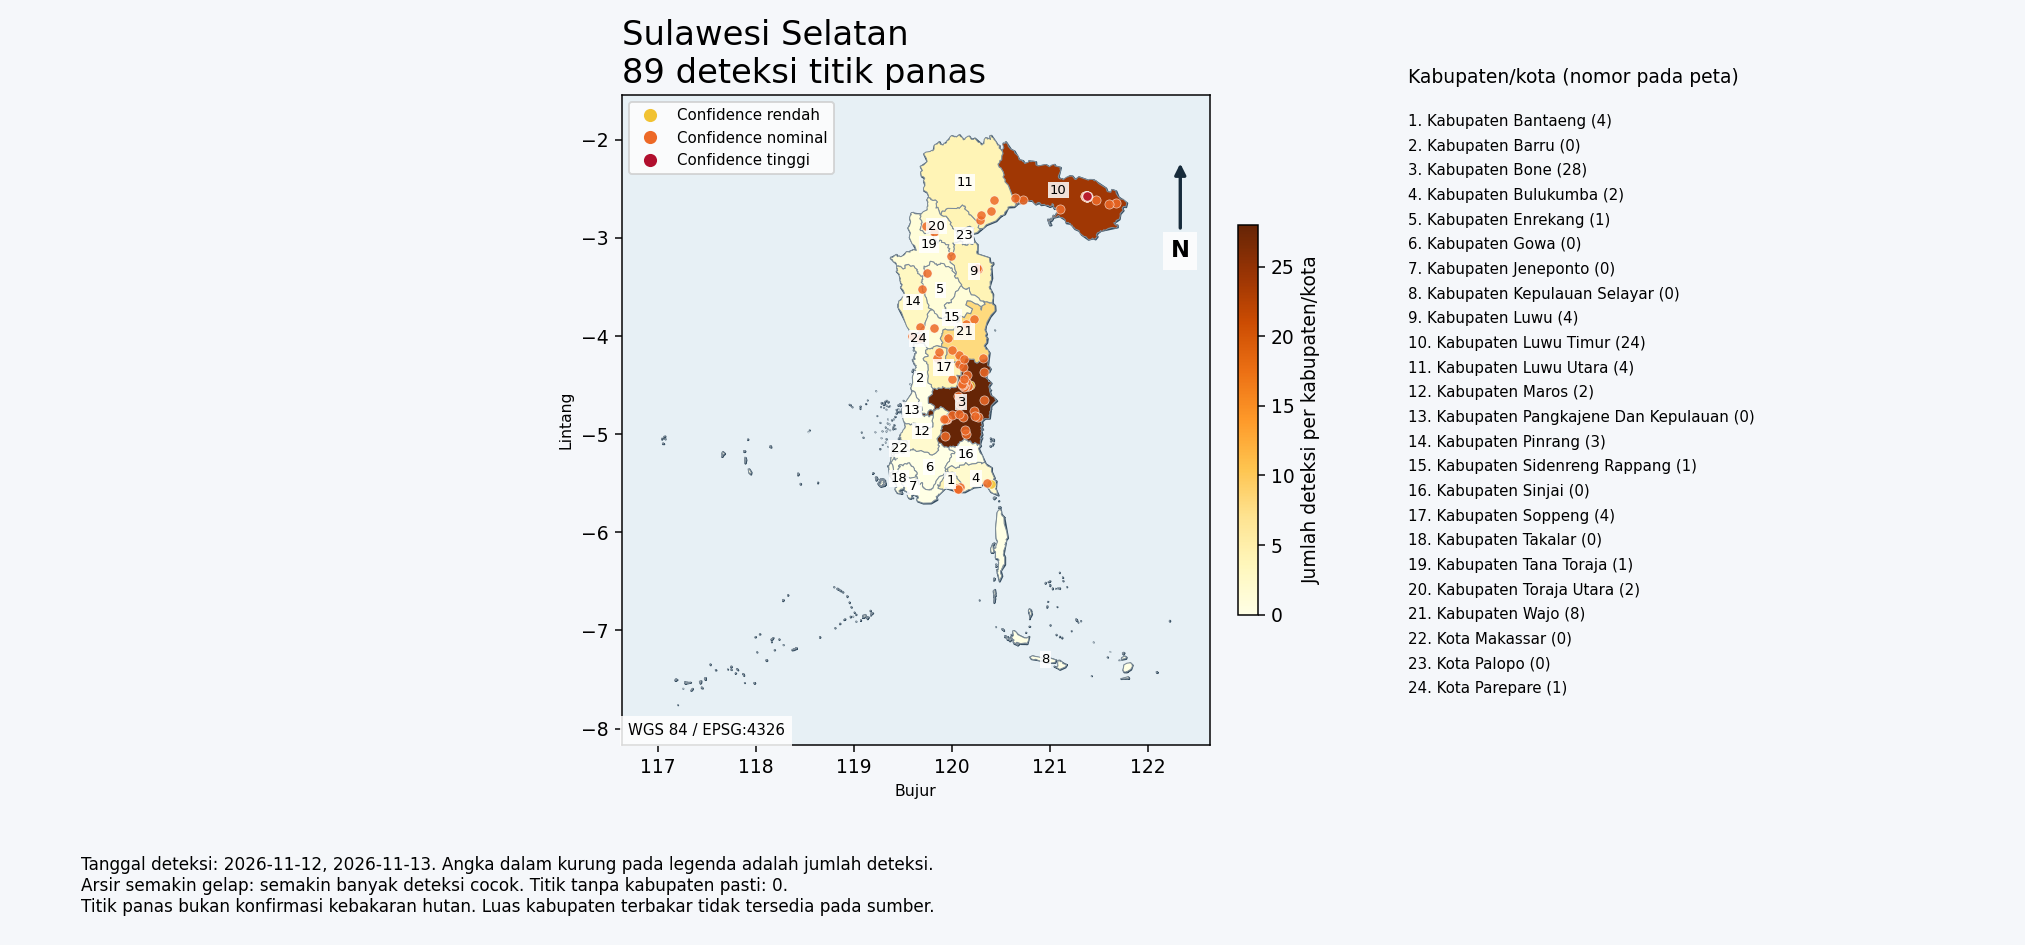 Sulawesi Selatan
89 deteksi titik panas
Confidence rendah
Confidence nominal
Confidence tinggi
−2
−3
−4
−5
−6
−7
−8
Lintang
11
10
20
23
19
9
5
14
15
21
24
17
2
3
13
12
22
16
6
18
7
1
4
8
N
WGS 84 / EPSG:4326
117
118
119
120
121
122
Bujur
25
20
15
10
5
0
Jumlah deteksi per kabupaten/kota
Kabupaten/kota (nomor pada peta)
1. Kabupaten Bantaeng (4)
2. Kabupaten Barru (0)
3. Kabupaten Bone (28)
4. Kabupaten Bulukumba (2)
5. Kabupaten Enrekang (1)
6. Kabupaten Gowa (0)
7. Kabupaten Jeneponto (0)
8. Kabupaten Kepulauan Selayar (0)
9. Kabupaten Luwu (4)
10. Kabupaten Luwu Timur (24)
11. Kabupaten Luwu Utara (4)
12. Kabupaten Maros (2)
13. Kabupaten Pangkajene Dan Kepulauan (0)
14. Kabupaten Pinrang (3)
15. Kabupaten Sidenreng Rappang (1)
16. Kabupaten Sinjai (0)
17. Kabupaten Soppeng (4)
18. Kabupaten Takalar (0)
19. Kabupaten Tana Toraja (1)
20. Kabupaten Toraja Utara (2)
21. Kabupaten Wajo (8)
22. Kota Makassar (0)
23. Kota Palopo (0)
24. Kota Parepare (1)
Tanggal deteksi: 2026-11-12, 2026-11-13. Angka dalam kurung pada legenda adalah jumlah deteksi.
Arsir semakin gelap: semakin banyak deteksi cocok. Titik tanpa kabupaten pasti: 0.
Titik panas bukan konfirmasi kebakaran hutan. Luas kabupaten terbakar tidak tersedia pada sumber.